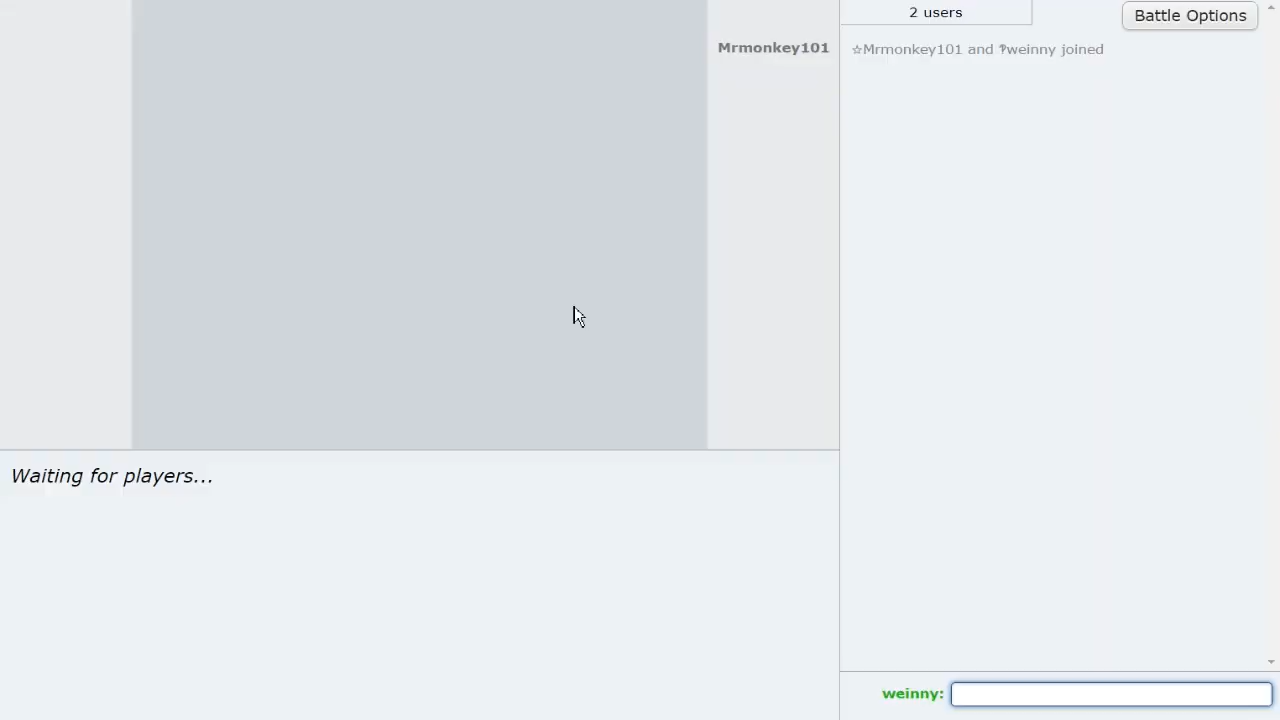 2 users
Battle Options
Mrmonkey101
☆Mrmonkey101 and ‽weinny joined
Waiting for players...
weinny: